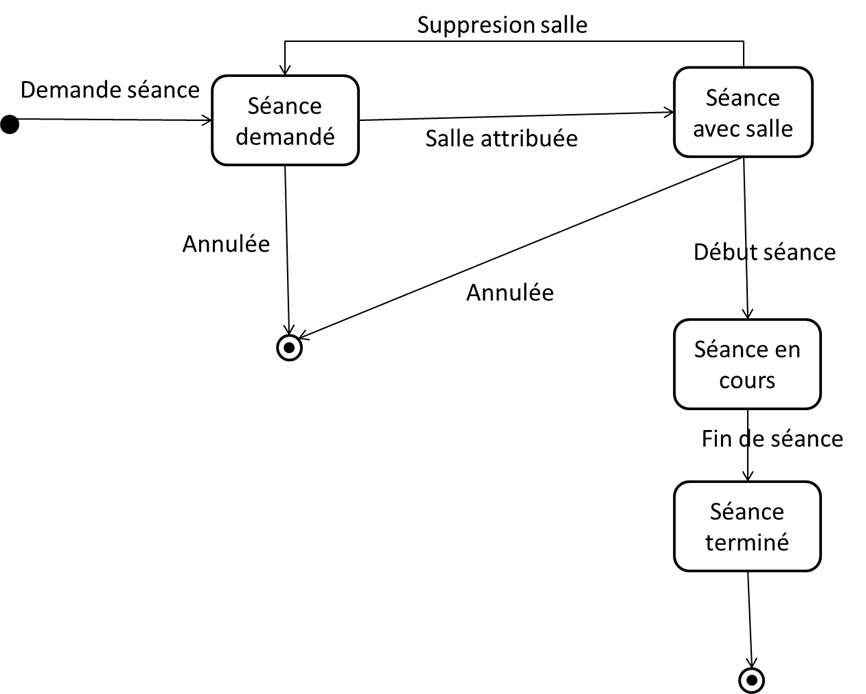 Suppresion salle
Demande séance
Séance
demandé
Séance
avec salle
Salle attribuée
Annulée
Début séance
Annulée
Séance en
cours
Fin de séance
Séance
terminé